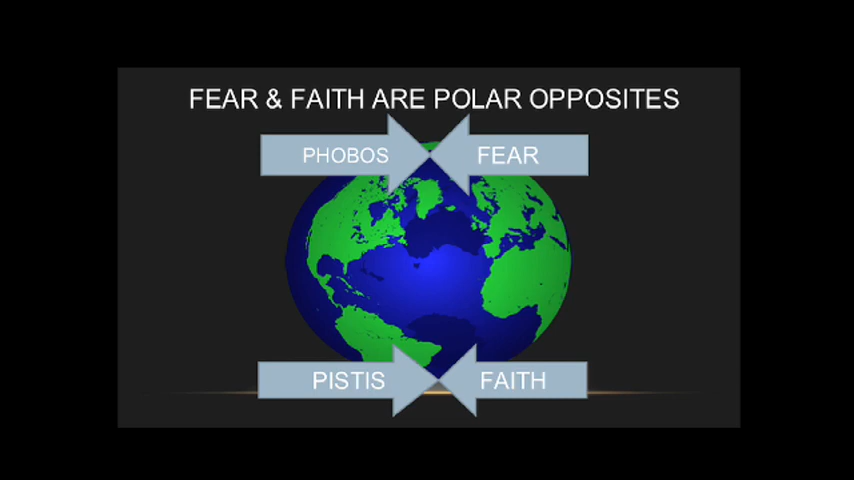 FEAR & FAITH ARE POLAR OPPOSITES
PHOBOS FEAR
PISTIS FAITH